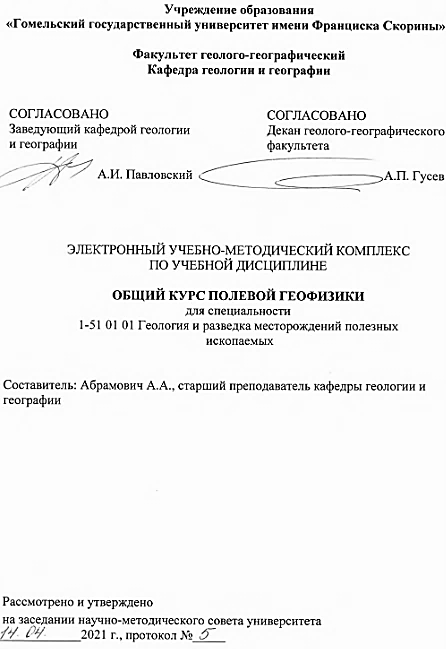 Учреждение образования
«Гомельский государственный университет имени Франциска Скорины»
Факультет геолого-географический
Кафедра геологии и географии
СОГЛАСОВАНО
Заведующий кафедрой геологии
и географии
А.И. Павловский
СОГЛАСОВАНО
Декан геолого-географического
факультета
А.П. Гусев
ЭЛЕКТРОННЫЙ УЧЕБНО-МЕТОДИЧЕСКИЙ КОМПЛЕКС
ПО УЧЕБНОЙ ДИСЦИПЛИНЕ
ОБЩИЙ КУРС ПОЛЕВОЙ ГЕОФИЗИКИ
для специальности
1-51 01 01 Геология и разведка месторождений полезных
ископаемых
Составитель: Абрамович А.А., старший преподаватель кафедры геологии и
географии
Рассмотрено и утверждено
на заседании научно-методического совета университета
14.04. 2021 г., протокол № 5